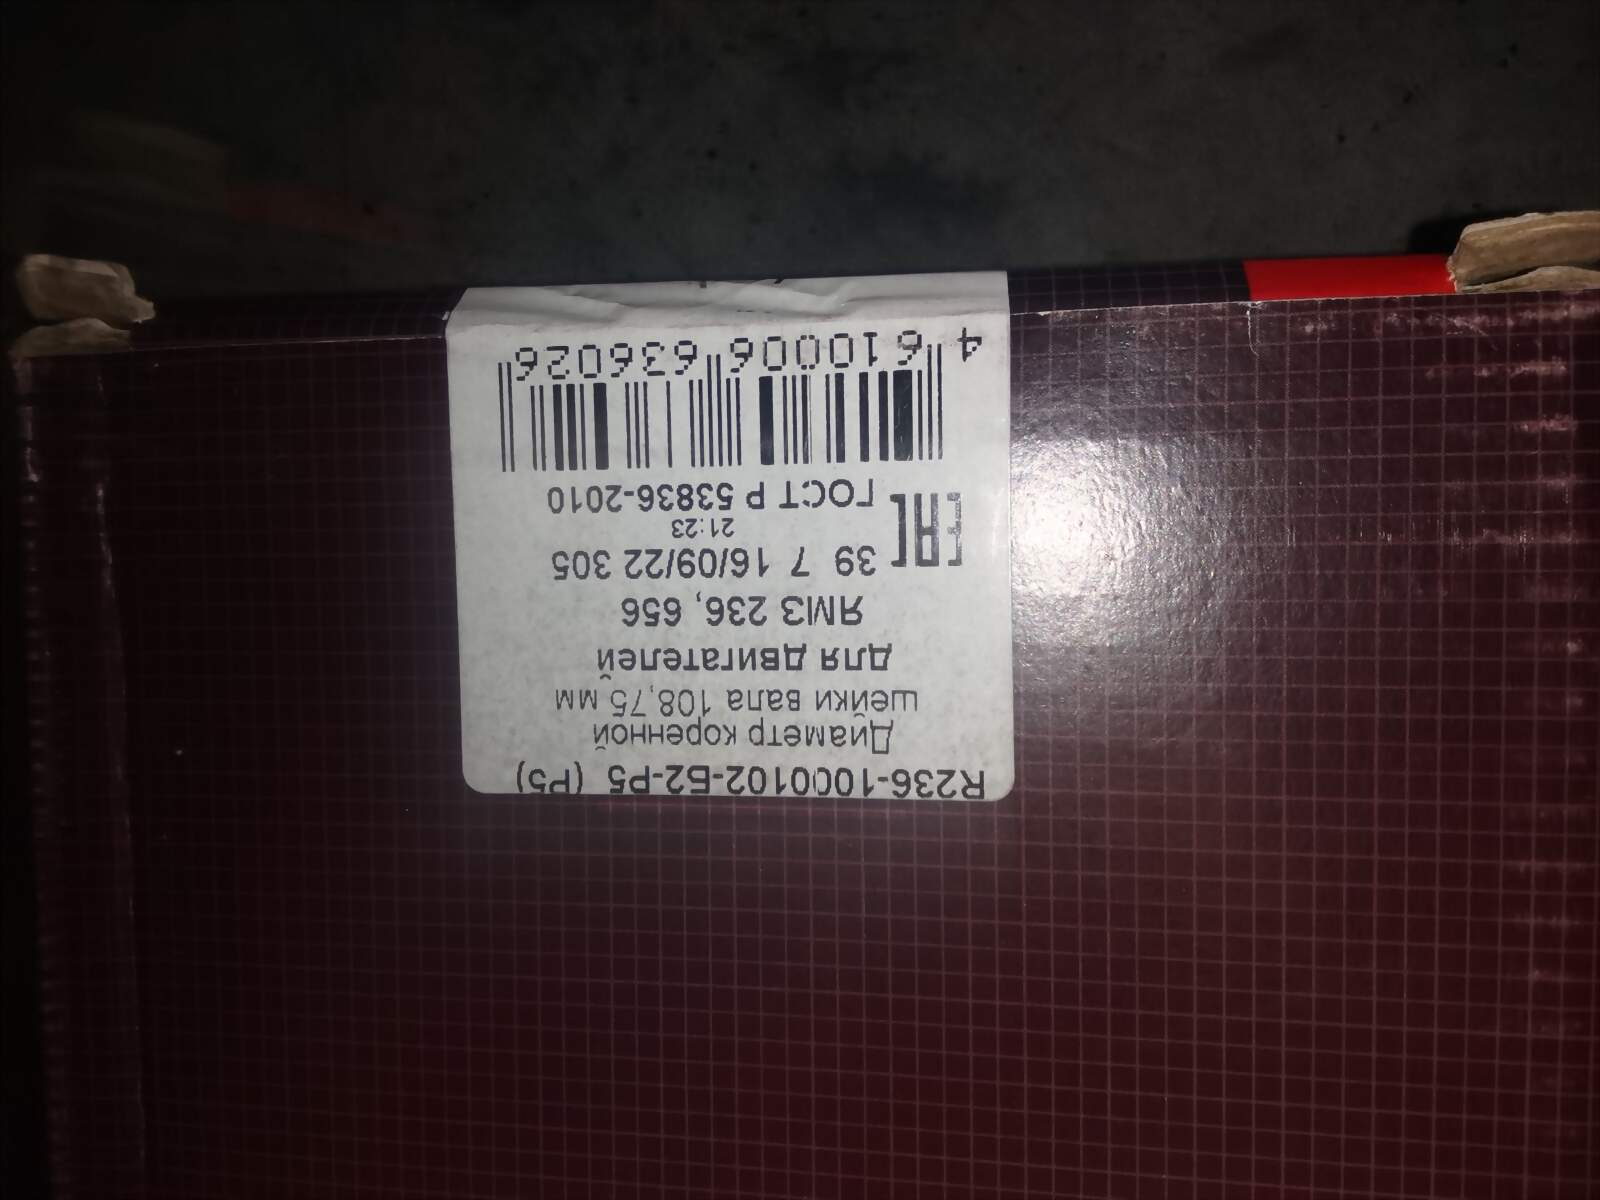 R236-1000102-Б2-Р5 (Р5)
Диаметр коренной
шейки вала 108,75 мм
для двигателей
ЯМЗ 236, 656
39 7 16/09/22 305
21:23
EAC ГОСТ Р 53836-2010
4 610006 636026